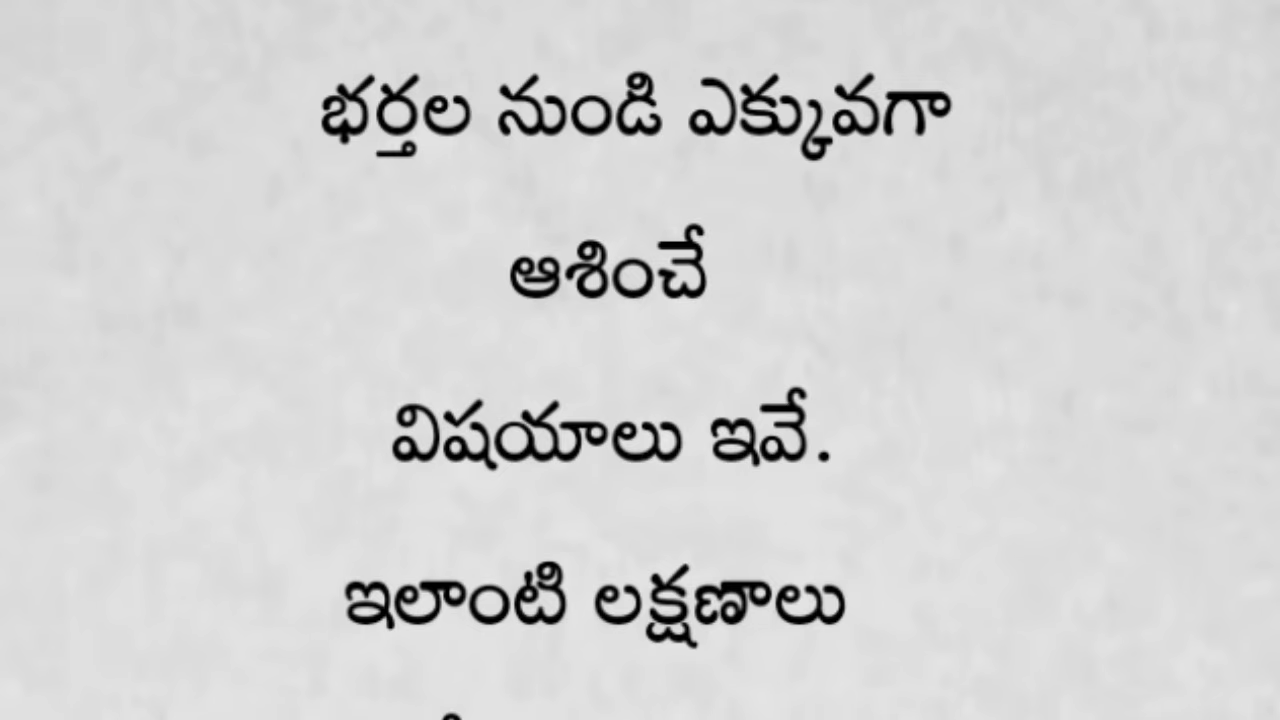 భర్తల నుండి ఎక్కువగా
ఆశించే
విషయాలు ఇవే.
ఇలాంటి లక్షణాలు